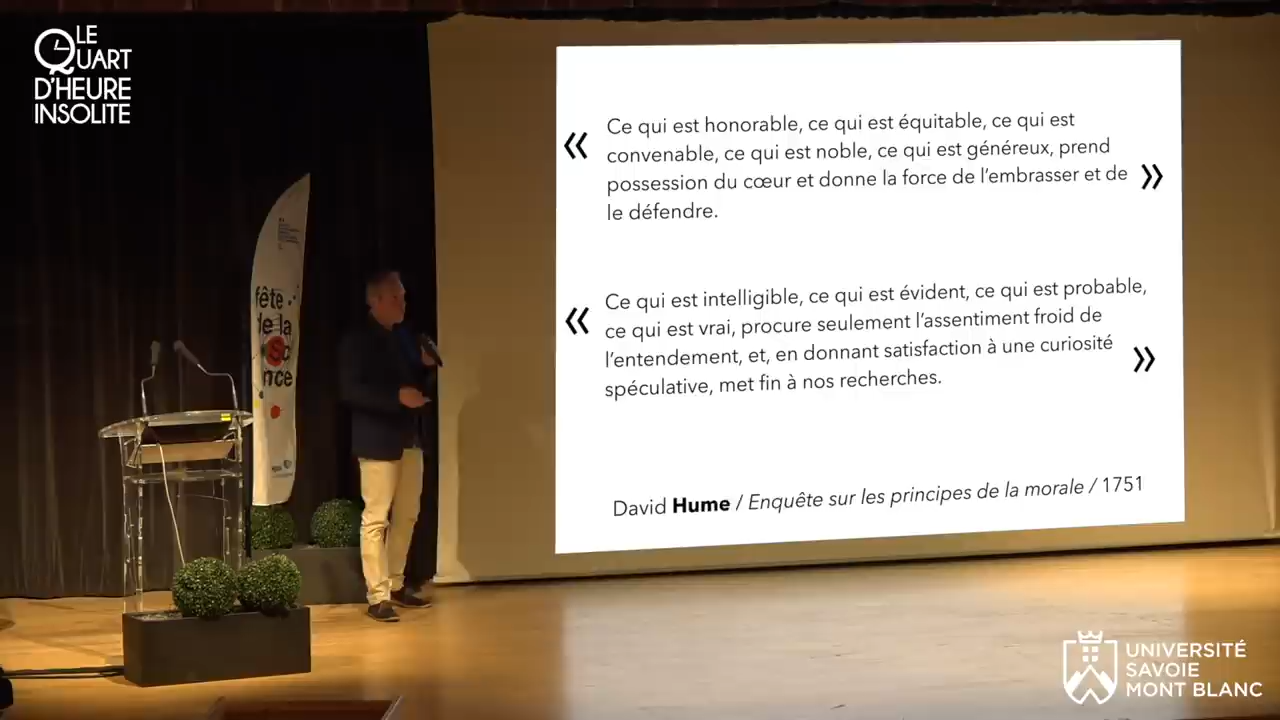 LE
QUART
D'HEURE
INSOLITE
«
Ce qui est honorable, ce qui est équitable, ce qui est
convenable, ce qui est noble, ce qui est généreux, prend
possession du cœur et donne la force de l'embrasser et de
le défendre.
»
«
Ce qui est intelligible, ce qui est évident, ce qui est probable,
ce qui est vrai, procure seulement l'assentiment froid de
l'entendement, et, en donnant satisfaction à une curiosité
spéculative, met fin à nos recherches.
»
David Hume / Enquête sur les principes de la morale / 1751
fête
de la
Sc
nce
UNIVERSITÉ
SAVOIE
MONT BLANC